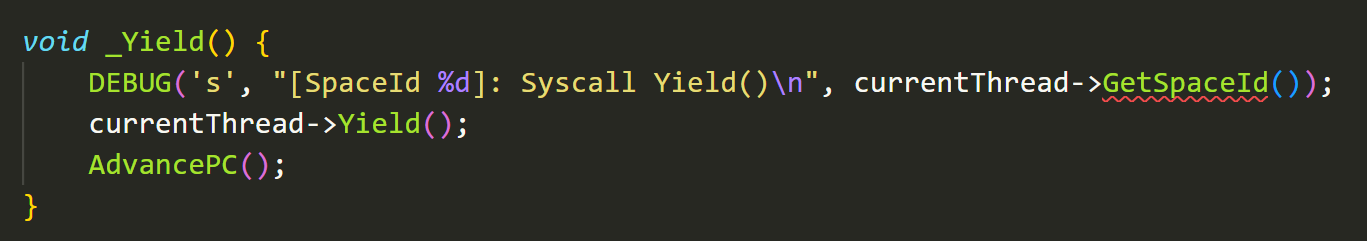 void _Yield() {
    DEBUG('s', "[SpaceId %d]: Syscall Yield()\n", currentThread->GetSpaceId());
    currentThread->Yield();
    AdvancePC();
}